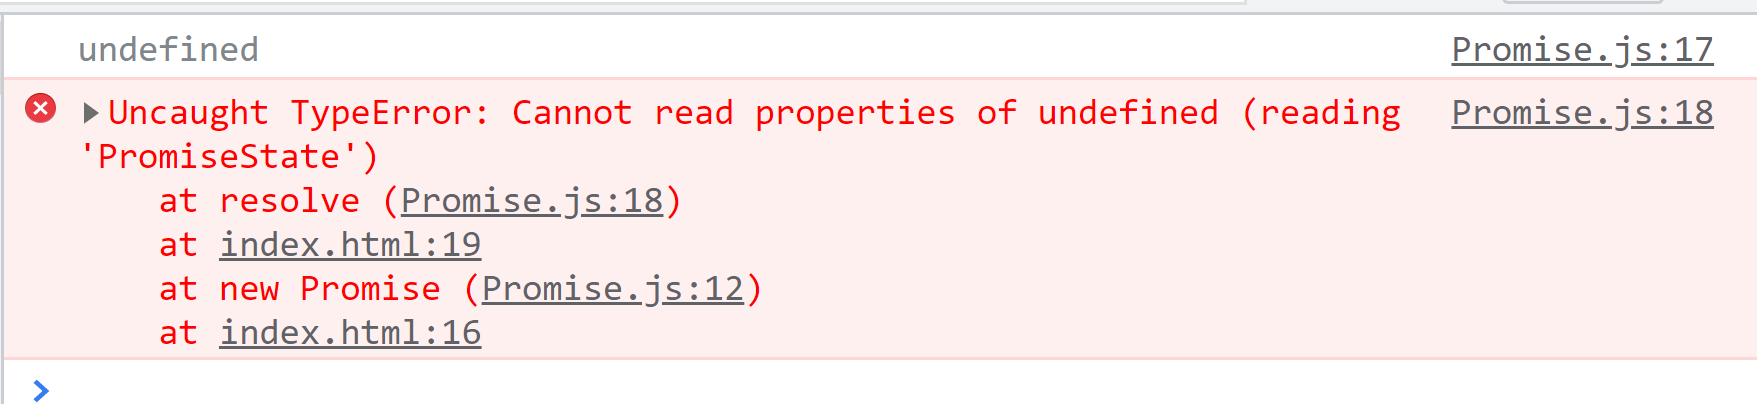 undefined Promise.js:17
Uncaught TypeError: Cannot read properties of undefined (reading Promise.js:18
'PromiseState')
at resolve (Promise.js:18)
at index.html:19
at new Promise (Promise.js:12)
at index.html:16